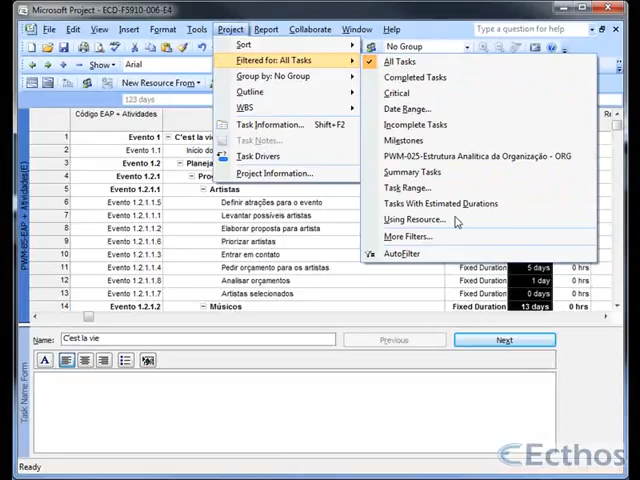 Microsoft Project - ECD-F5910-006-E4
File Edit View Insert Format Tools Project Report Collaborate Window Help Type a question for help
No Group
Show Arial
New Resource From
123 days
Sort
Filtered for: All Tasks
Group by: No Group
Outline
WBS
Task Information... Shift+F2
Task Notes...
Task Drivers
Project Information...
All Tasks
Completed Tasks
Critical
Date Range...
Incomplete Tasks
Milestones
PWM-025-Estrutura Analítica da Organização - ORG
Summary Tasks
Task Range...
Tasks With Estimated Durations
Using Resource...
More Filters...
AutoFilter
Código EAP + Atividades
1 Evento 1 C'est la vie
2 Evento 1.1 Início do
3 Evento 1.2 Planeja
4 Evento 1.2.1 Pro
5 Evento 1.2.1.1 Artistas
6 Evento 1.2.1.1.1 Definir atrações para o evento
7 Evento 1.2.1.1.2 Levantar possíveis artistas
8 Evento 1.2.1.1.3 Elaborar proposta para artistas
9 Evento 1.2.1.1.4 Priorizar artistas
10 Evento 1.2.1.1.5 Entrar em contato
11 Evento 1.2.1.1.6 Pedir orçamento para os artistas Fixed Duration 5 days 0 hrs
12 Evento 1.2.1.1.7 Analisar orçamentos Fixed Duration 1 day 0 hrs
13 Evento 1.2.1.1.8 Artistas selecionados Fixed Duration 0 days 0 hrs
14 Evento 1.2.1.2 Músicos Fixed Duration 13 days 0 hrs
PWM-85-EAP + Atividades(E)
Name: C'est la vie Previous Next
Task Name Form
Ready
Ecthos